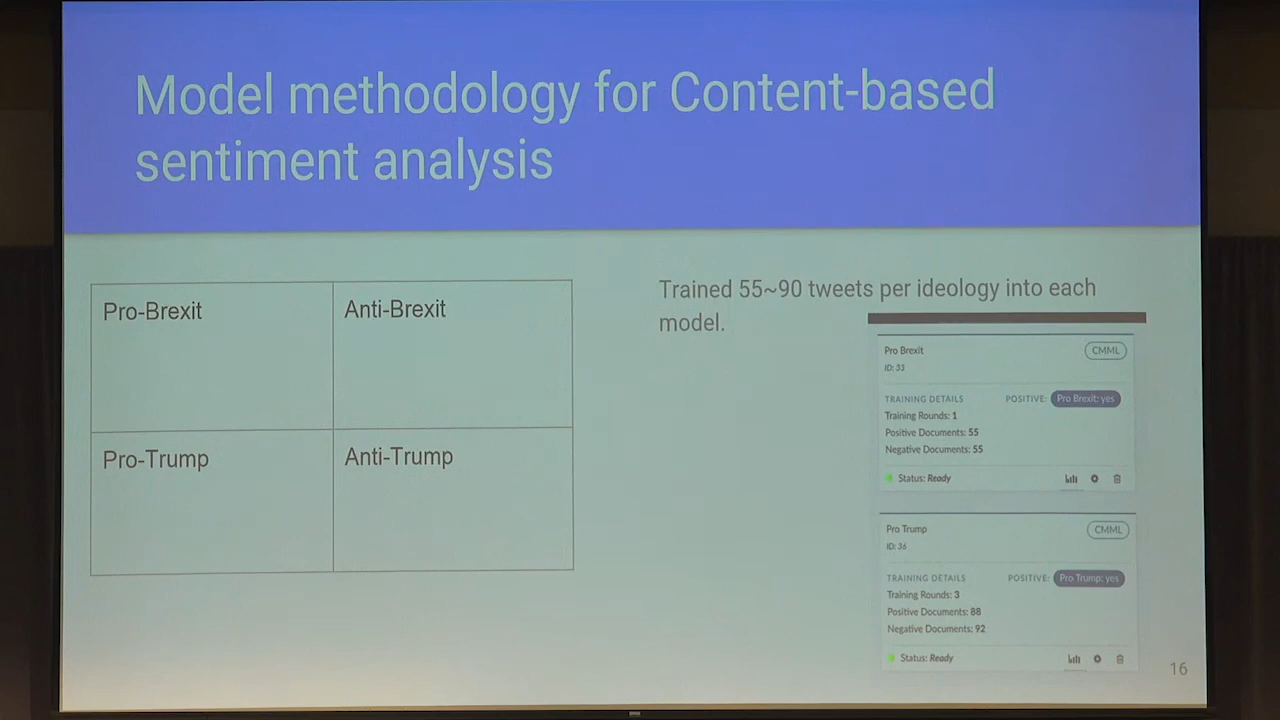 Model methodology for Content-based
sentiment analysis
Pro-Brexit
Anti-Brexit
Pro-Trump
Anti-Trump
Trained 55~90 tweets per ideology into each
model.
Pro Brexit
CMML
ID: 33
TRAINING DETAILS
POSITIVE: Pro Brexit: yes
Training Rounds: 1
Positive Documents: 55
Negative Documents: 55
Status: Ready
Pro Trump
CMML
ID: 36
TRAINING DETAILS
POSITIVE: Pro Trump: yes
Training Rounds: 3
Positive Documents: 88
Negative Documents: 92
Status: Ready
16